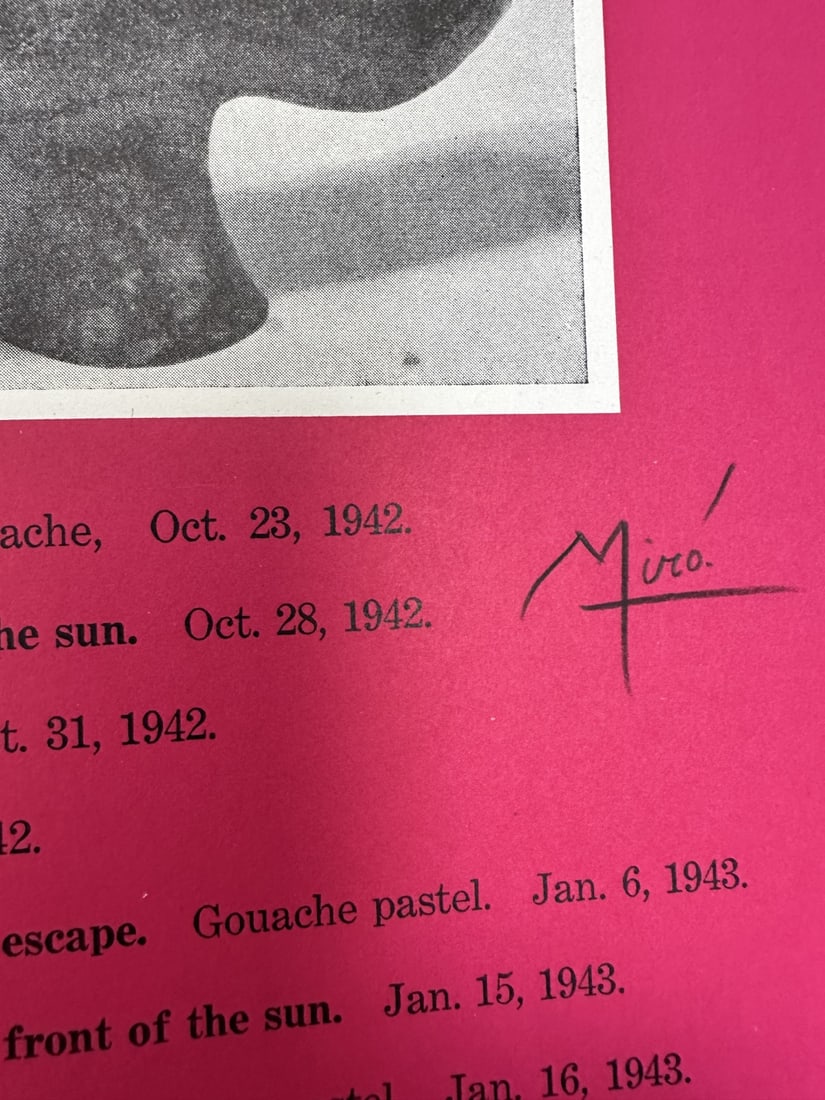 ache, Oct. 23, 1942.
Miró.
he sun. Oct. 28, 1942.
t. 31, 1942.
42.
escape. Gouache pastel. Jan. 6, 1943.
front of the sun. Jan. 15, 1943.
stel. Jan. 16, 1943.